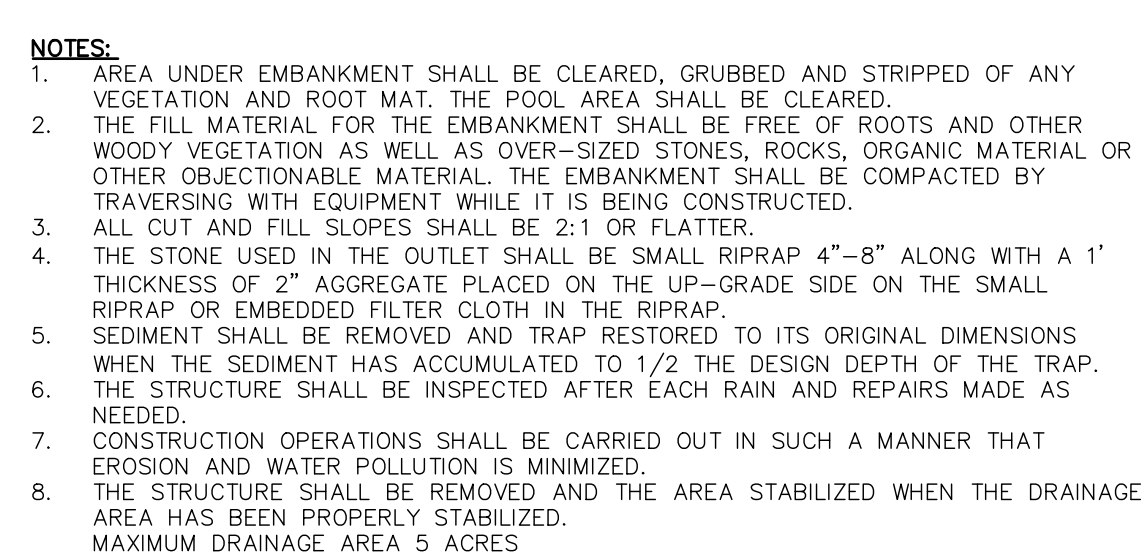 NOTES:
1. AREA UNDER EMBANKMENT SHALL BE CLEARED, GRUBBED AND STRIPPED OF ANY
VEGETATION AND ROOT MAT. THE POOL AREA SHALL BE CLEARED.
2. THE FILL MATERIAL FOR THE EMBANKMENT SHALL BE FREE OF ROOTS AND OTHER
WOODY VEGETATION AS WELL AS OVER-SIZED STONES, ROCKS, ORGANIC MATERIAL OR
OTHER OBJECTIONABLE MATERIAL. THE EMBANKMENT SHALL BE COMPACTED BY
TRAVERSING WITH EQUIPMENT WHILE IT IS BEING CONSTRUCTED.
3. ALL CUT AND FILL SLOPES SHALL BE 2:1 OR FLATTER.
4. THE STONE USED IN THE OUTLET SHALL BE SMALL RIPRAP 4”-8” ALONG WITH A 1’
THICKNESS OF 2” AGGREGATE PLACED ON THE UP-GRADE SIDE ON THE SMALL
RIPRAP OR EMBEDDED FILTER CLOTH IN THE RIPRAP.
5. SEDIMENT SHALL BE REMOVED AND TRAP RESTORED TO ITS ORIGINAL DIMENSIONS
WHEN THE SEDIMENT HAS ACCUMULATED TO 1/2 THE DESIGN DEPTH OF THE TRAP.
6. THE STRUCTURE SHALL BE INSPECTED AFTER EACH RAIN AND REPAIRS MADE AS
NEEDED.
7. CONSTRUCTION OPERATIONS SHALL BE CARRIED OUT IN SUCH A MANNER THAT
EROSION AND WATER POLLUTION IS MINIMIZED.
8. THE STRUCTURE SHALL BE REMOVED AND THE AREA STABILIZED WHEN THE DRAINAGE
AREA HAS BEEN PROPERLY STABILIZED.
MAXIMUM DRAINAGE AREA 5 ACRES